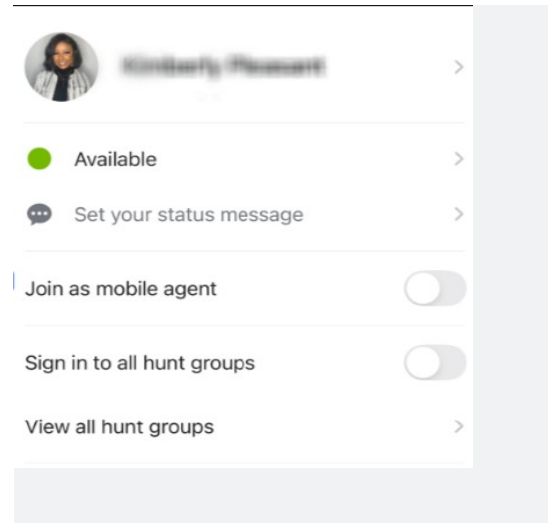 Available
Set your status message
Join as mobile agent
Sign in to all hunt groups
View all hunt groups